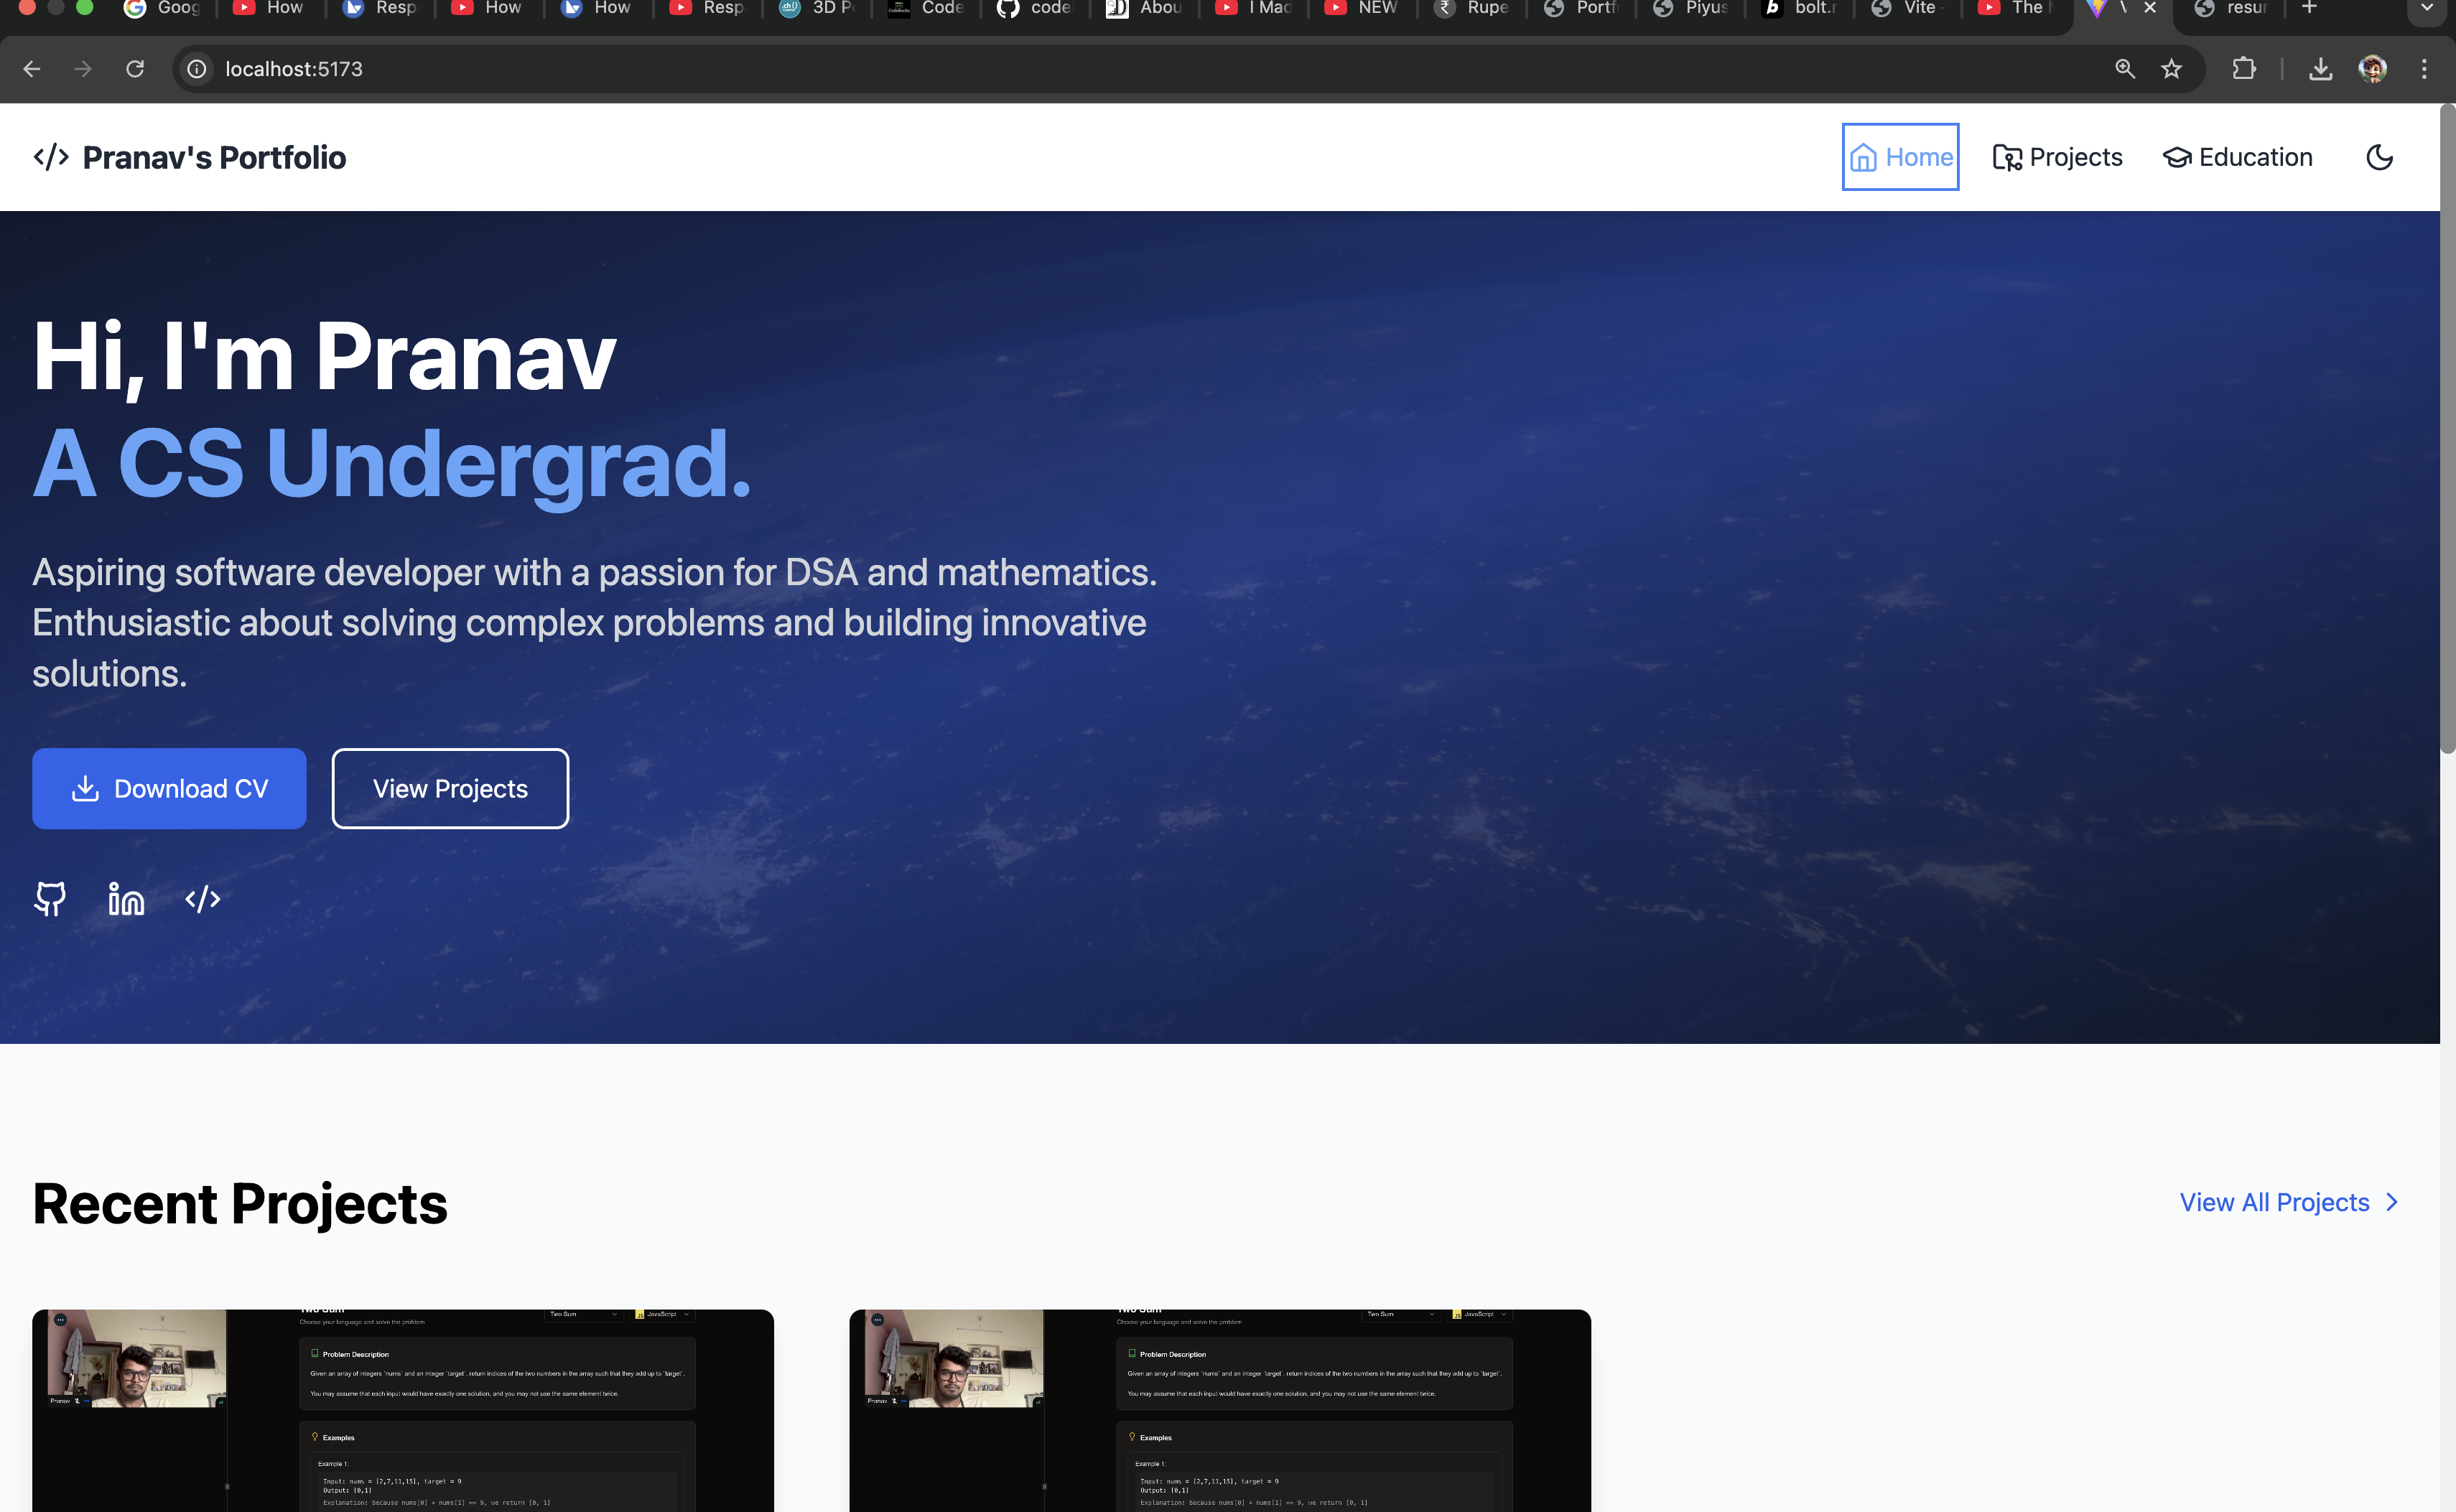 Goog
How
Resp
How
How
Resp
3D P
Code
code
Abou
I Mac
NEW
Rupe
Portf
Piyus
bolt.r
Vite
The
resur
localhost:5173
</> Pranav's Portfolio
Home
Projects
Education
Hi, I'm Pranav
A CS Undergrad.
Aspiring software developer with a passion for DSA and mathematics.
Enthusiastic about solving complex problems and building innovative
solutions.
Download CV
View Projects
in </>
Recent Projects
View All Projects
Two Sum
Two Sum
JavaScript
Choose your language and solve the problem
Problem Description
Given an array of integers `nums` and an integer `target`, return indices of the two numbers in the array such that they add up to `target`.
You may assume that each input would have exactly one solution, and you may not use the same element twice.
Pranav
Examples
Example 1:
Input: nums = [2,7,11,15], target = 9
Output: [0,1]
Explanation: Because nums[0] + nums[1] == 9, we return [0, 1]
Two Sum
Two Sum
JavaScript
Choose your language and solve the problem
Problem Description
Given an array of integers `nums` and an integer `target`, return indices of the two numbers in the array such that they add up to `target`.
You may assume that each input would have exactly one solution, and you may not use the same element twice.
Pranav
Examples
Example 1:
Input: nums = [2,7,11,15], target = 9
Output: [0,1]
Explanation: Because nums[0] + nums[1] == 9, we return [0, 1]